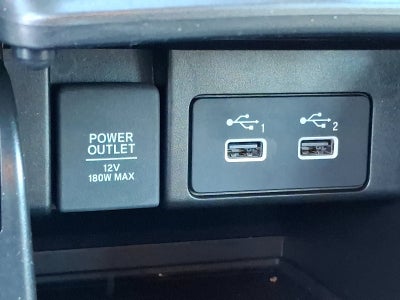 POWER
OUTLET
12V
180W MAX
1
2